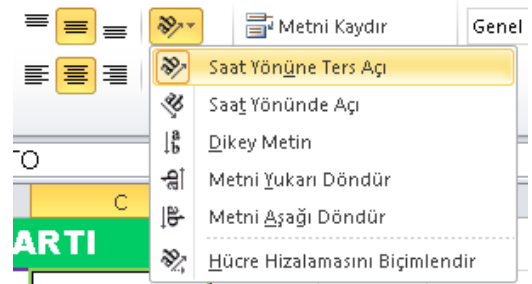 Metni Kaydır
Genel
Saat Yönüne Ters Açı
Saat Yönünde Açı
Dikey Metin
Metni Yukarı Döndür
Metni Aşağı Döndür
Hücre Hizalamasını Biçimlendir
TO
C
ARTI